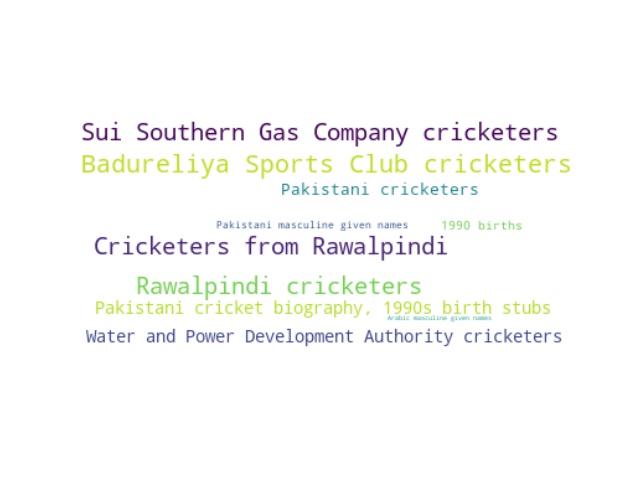 Sui Southern Gas Company cricketers
Badureliya Sports Club cricketers
Pakistani cricketers
Pakistani masculine given names
1990 births
Cricketers from Rawalpindi
Rawalpindi cricketers
Pakistani cricket biography, 1990s birth stubs
Arabic masculine given names
Water and Power Development Authority cricketers